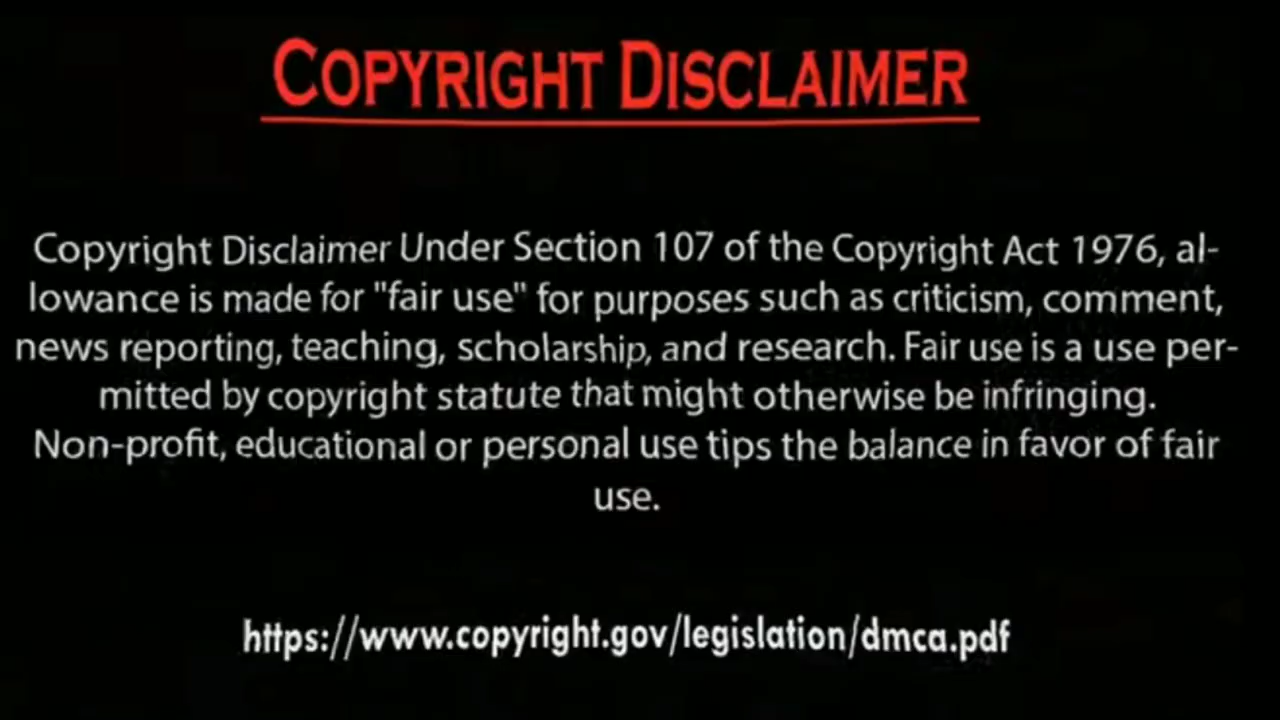 COPYRIGHT DISCLAIMER
Copyright Disclaimer Under Section 107 of the Copyright Act 1976, al-
lowance is made for "fair use" for purposes such as criticism, comment,
news reporting, teaching, scholarship, and research. Fair use is a use per-
mitted by copyright statute that might otherwise be infringing.
Non-profit, educational or personal use tips the balance in favor of fair
use.
https://www.copyright.gov/legislation/dmca.pdf